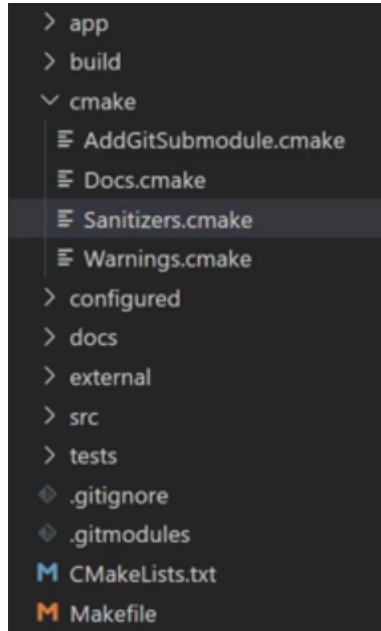 app
build
cmake
AddGitSubmodule.cmake
Docs.cmake
Sanitizers.cmake
Warnings.cmake
configured
docs
external
src
tests
.gitignore
.gitmodules
M CMakeLists.txt
M Makefile